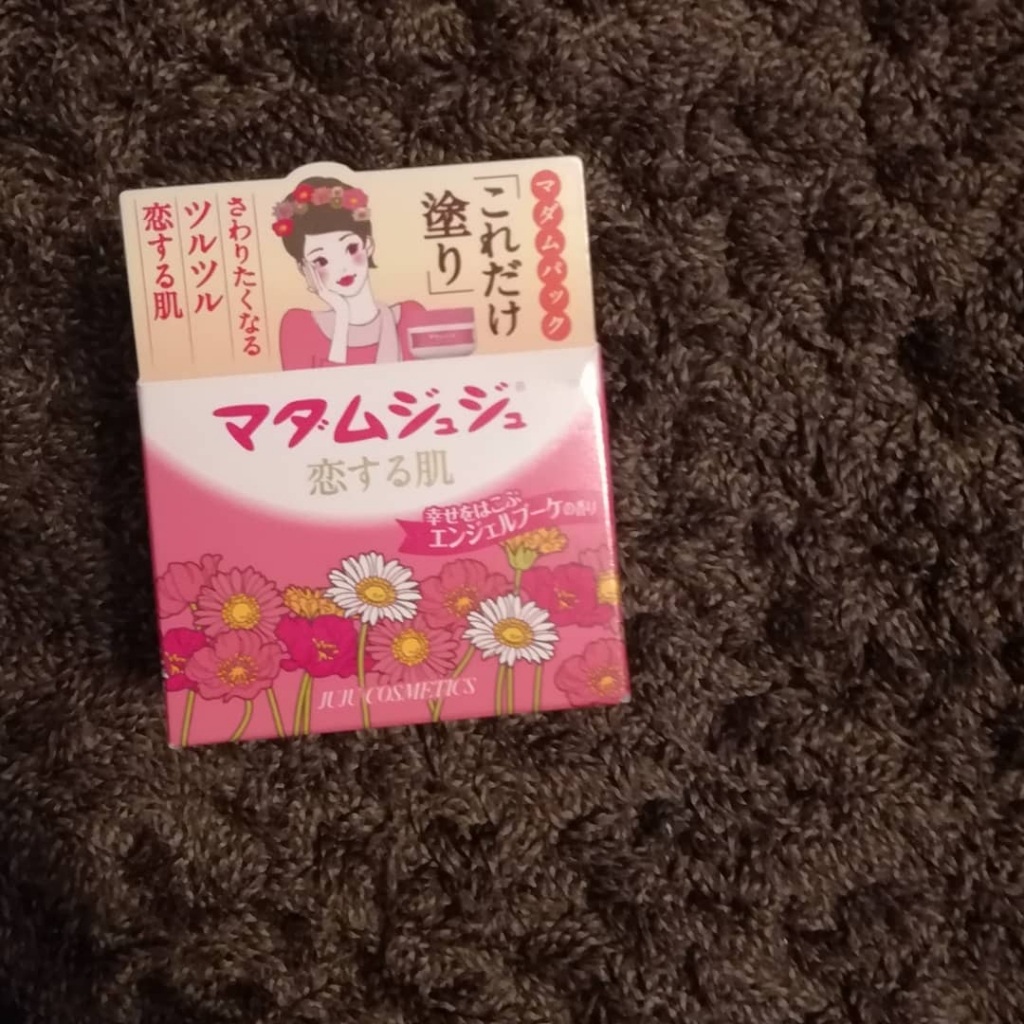 マダムパック
「これだけ
塗り」
さわりたくなる
ツルツル
恋する肌
マダムジュジュ
恋する肌
幸せをはこぶ
エンジェルブーケの香り
JUJU COSMETICS